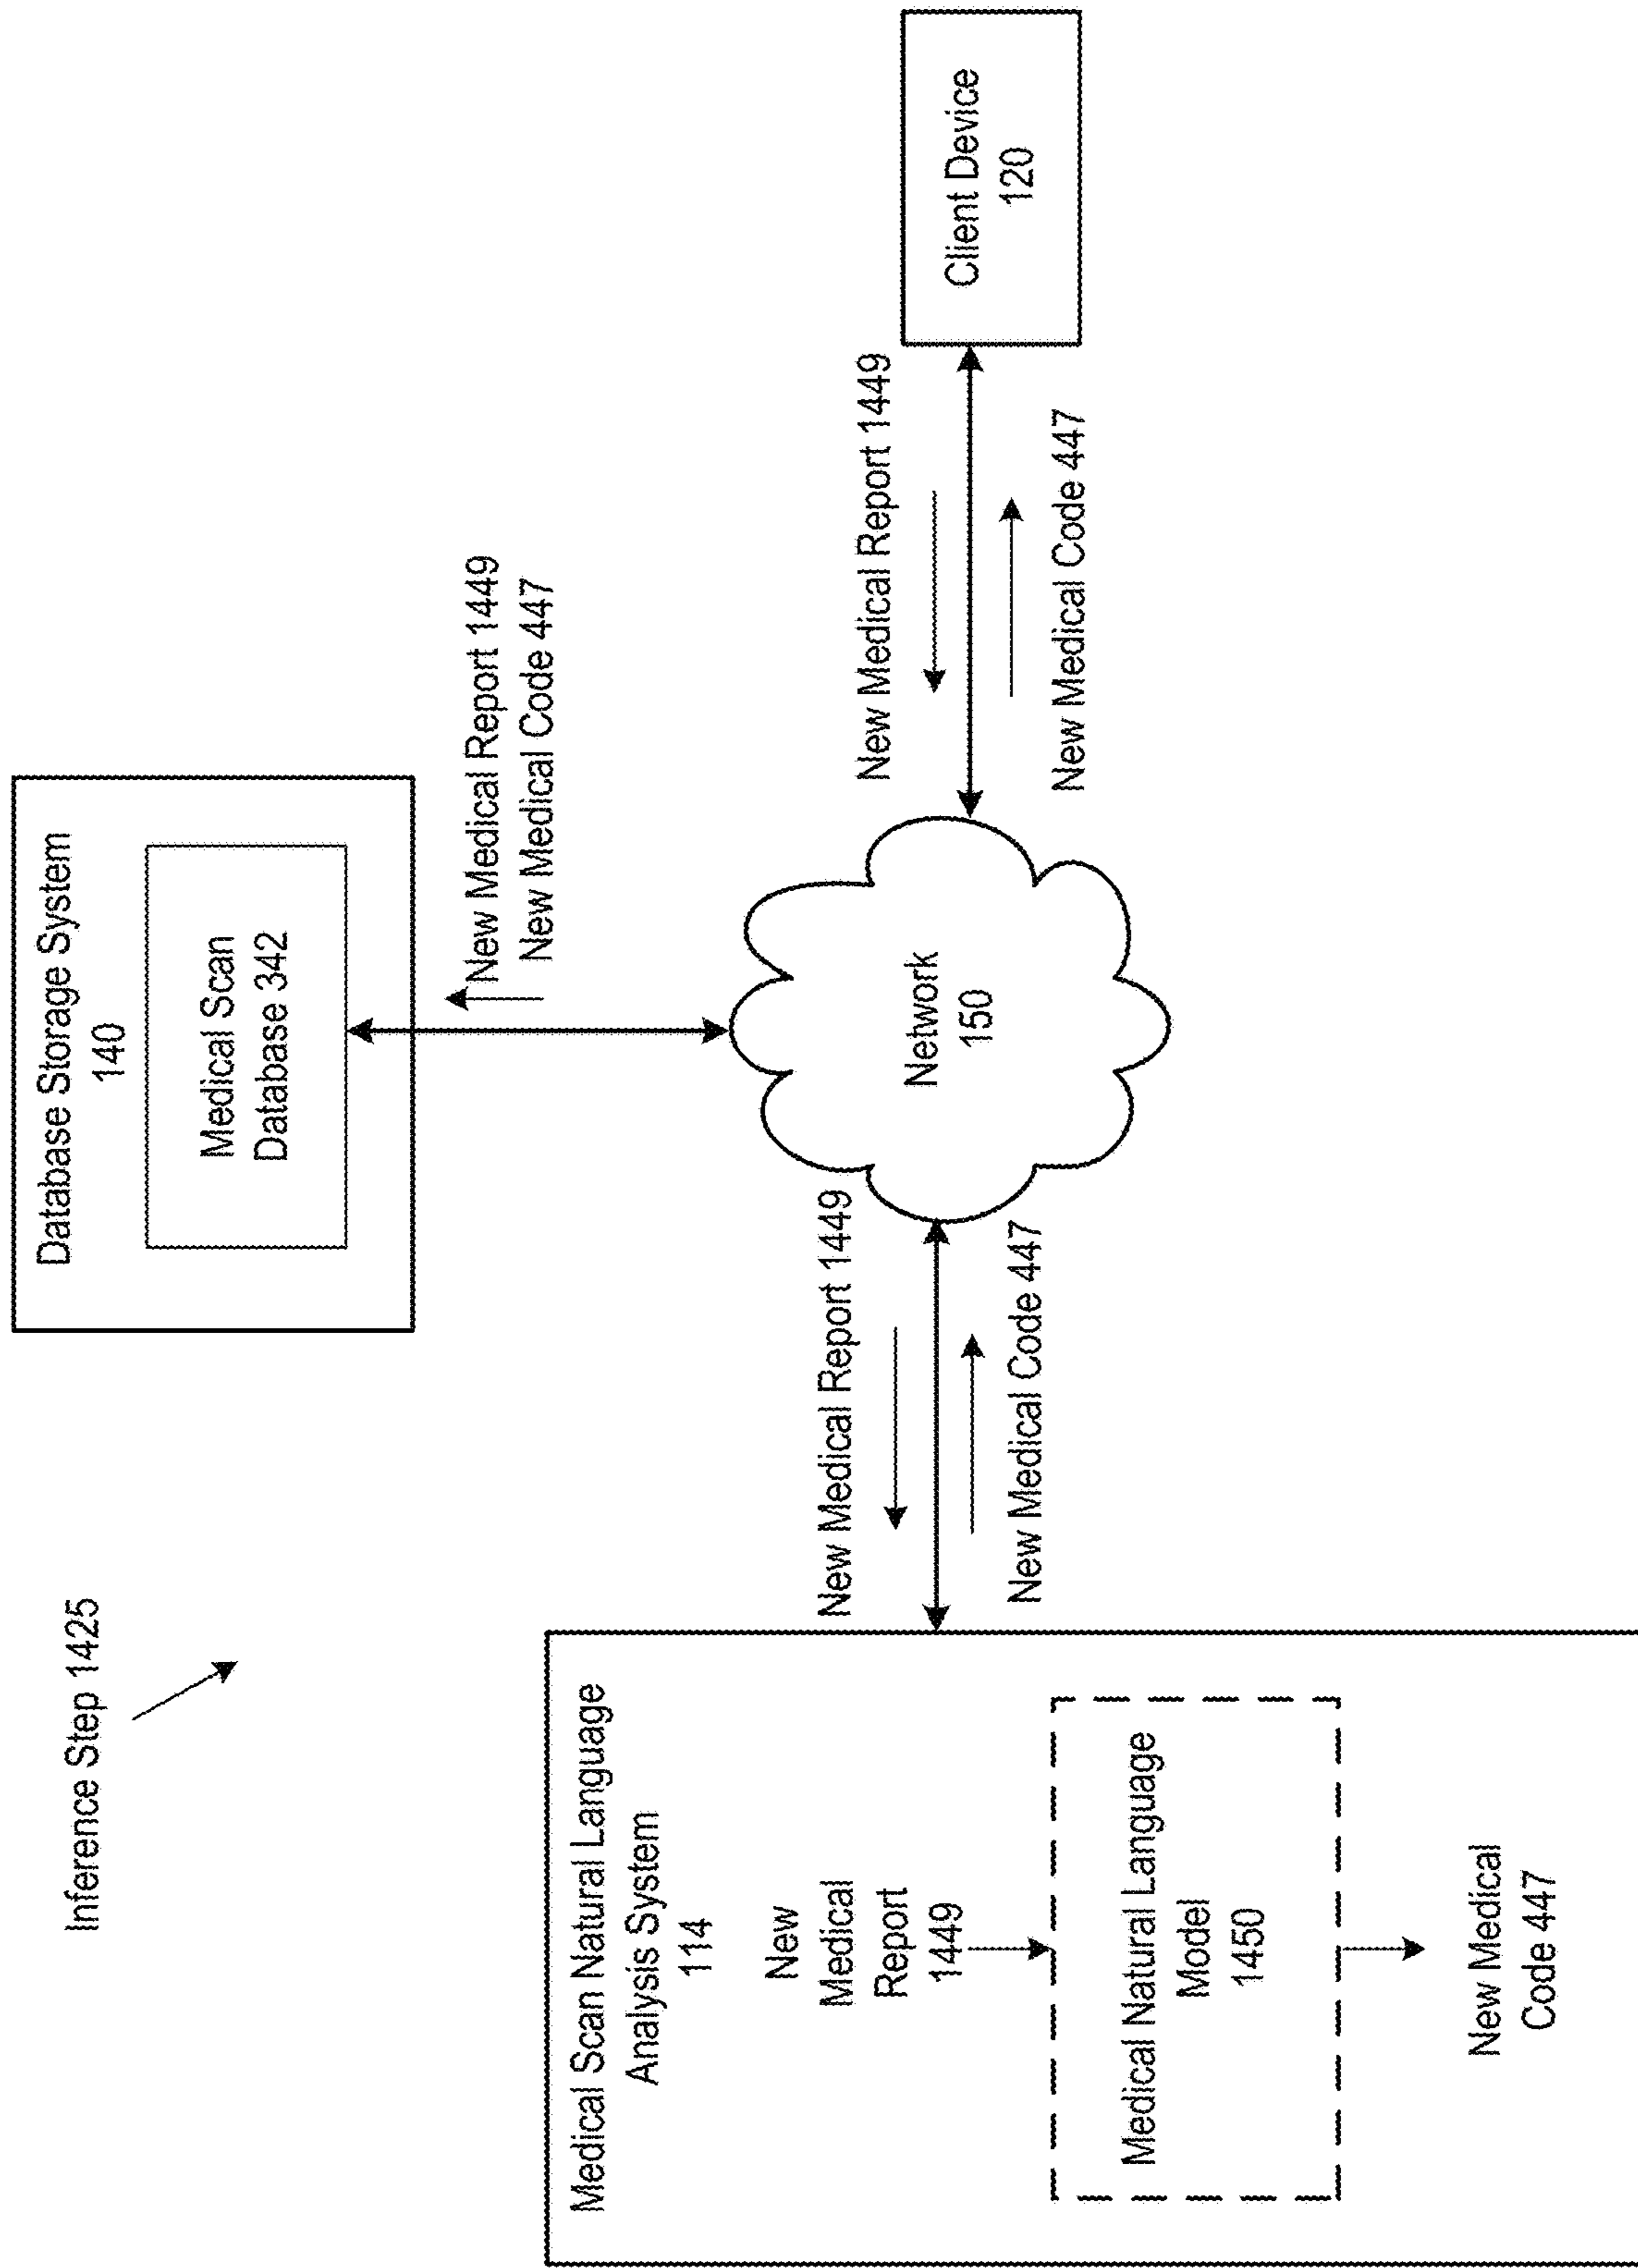 Inference Step 1425
Database Storage System
140
Medical Scan
Database 342
New Medical Report 1449
New Medical Code 447
Medical Scan Natural Language
Analysis System
114
New
Medical
Report
1449
Medical Natural Language
Model
1450
New Medical
Code 447
New Medical Report 1449
New Medical Code 447
Network
150
New Medical Report 1449
New Medical Code 447
Client Device
120